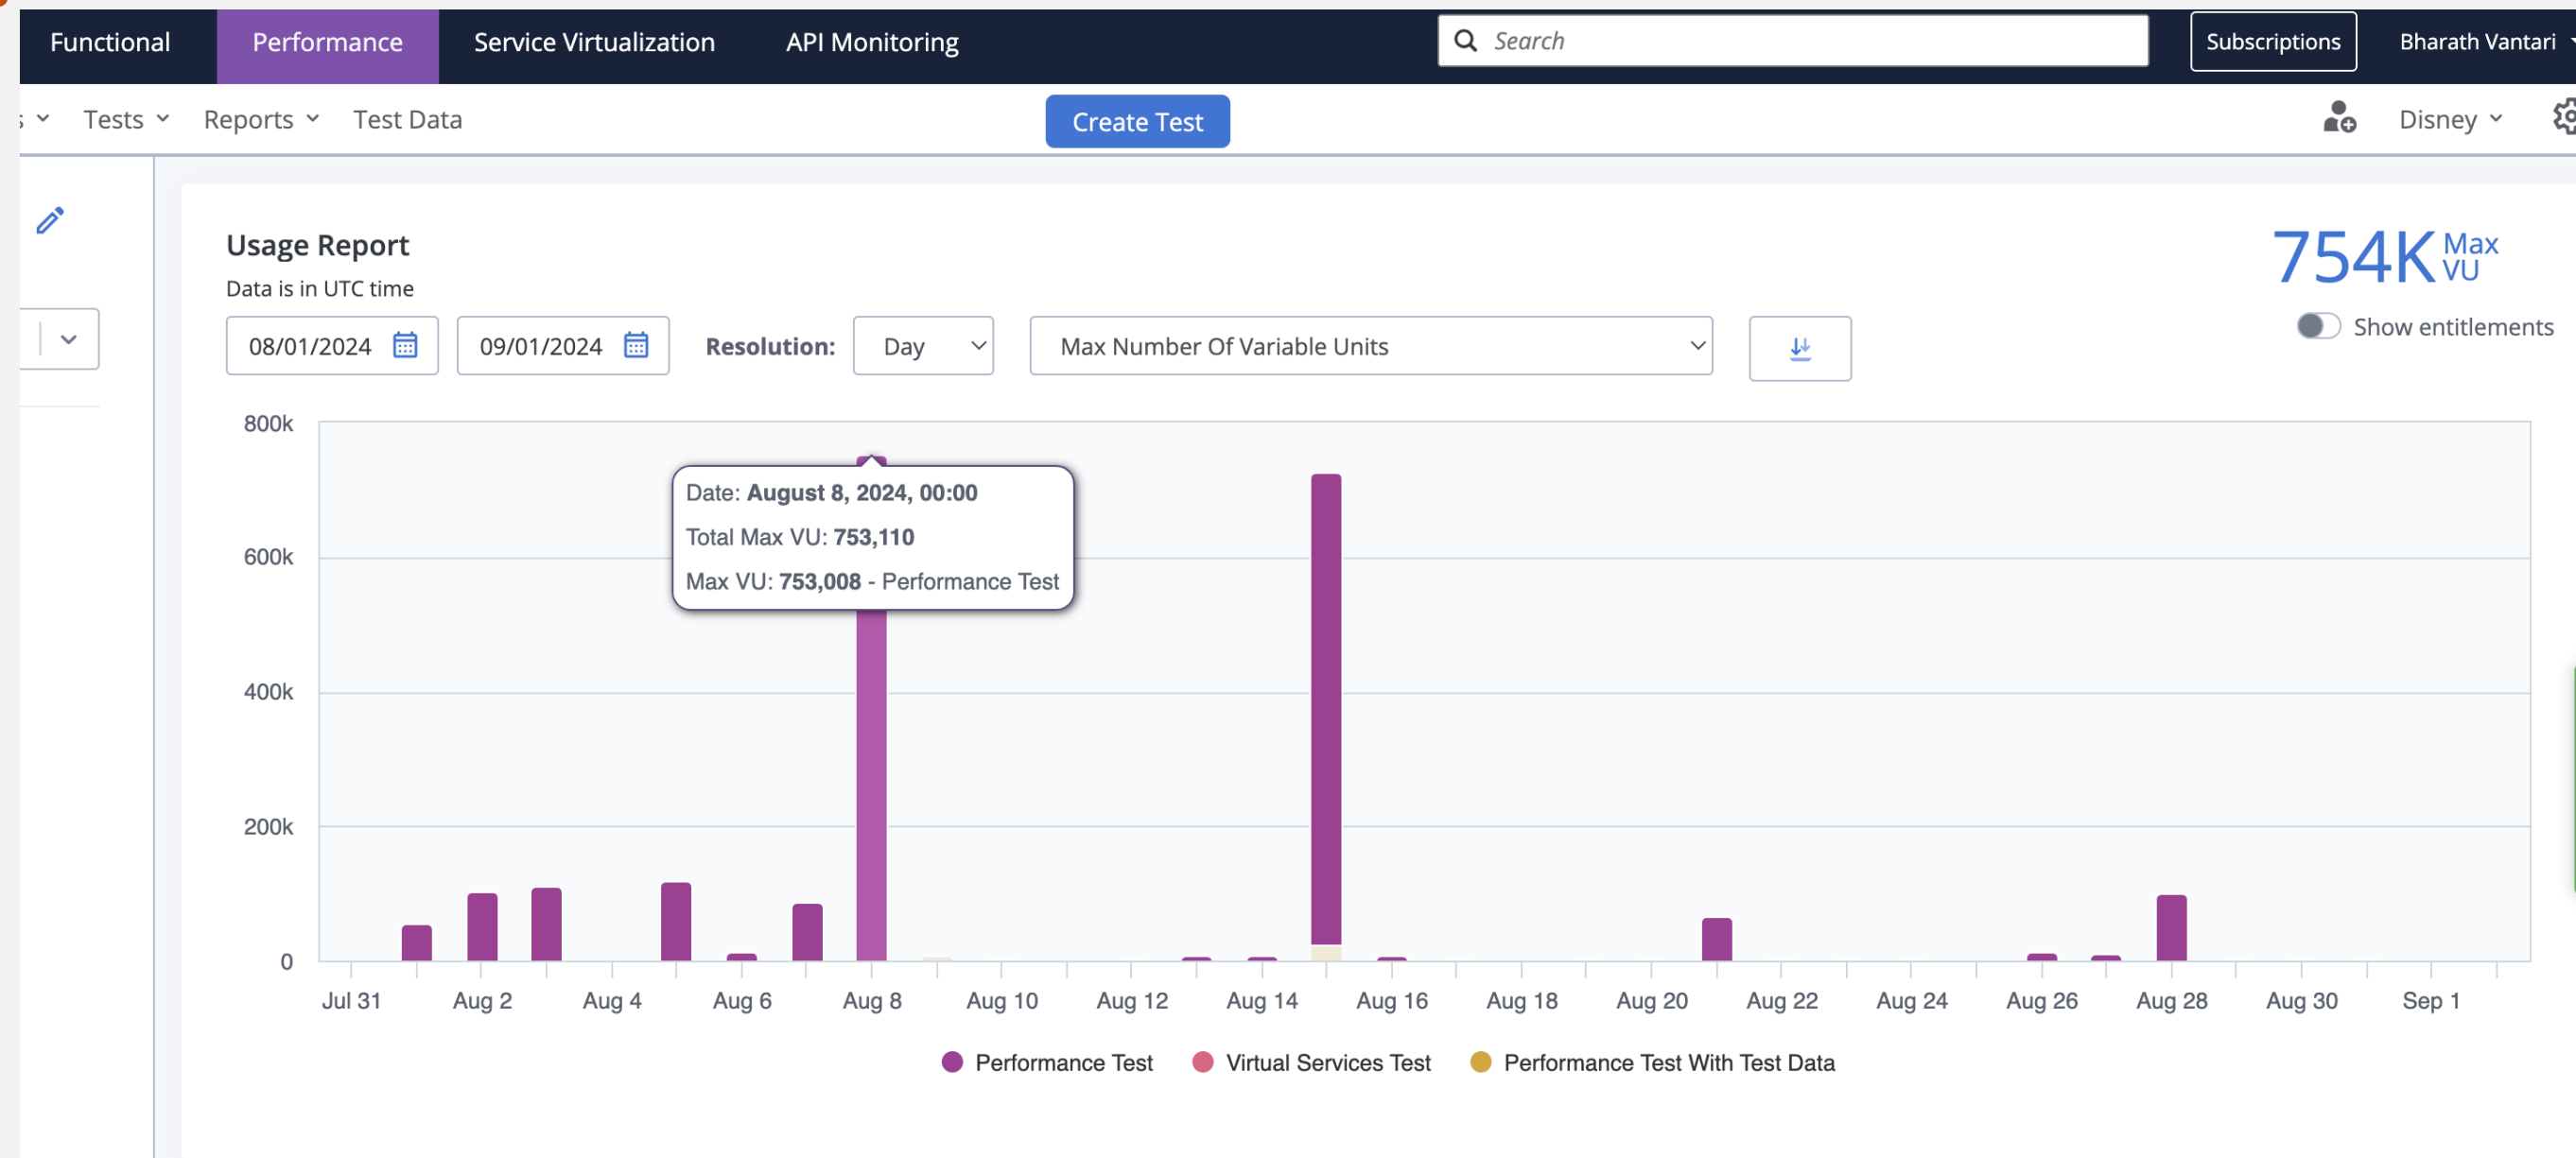 Functional Performance Service Virtualization API Monitoring Search Subscriptions Bharath Vantari
Tests Reports Test Data Create Test Disney
Usage Report
Data is in UTC time
754K Max VU
08/01/2024 09/01/2024 Resolution: Day Max Number Of Variable Units
Show entitlements
800k
600k
400k
200k
0
Date: August 8, 2024, 00:00
Total Max VU: 753,110
Max VU: 753,008 - Performance Test
Jul 31 Aug 2 Aug 4 Aug 6 Aug 8 Aug 10 Aug 12 Aug 14 Aug 16 Aug 18 Aug 20 Aug 22 Aug 24 Aug 26 Aug 28 Aug 30 Sep 1
Performance Test Virtual Services Test Performance Test With Test Data